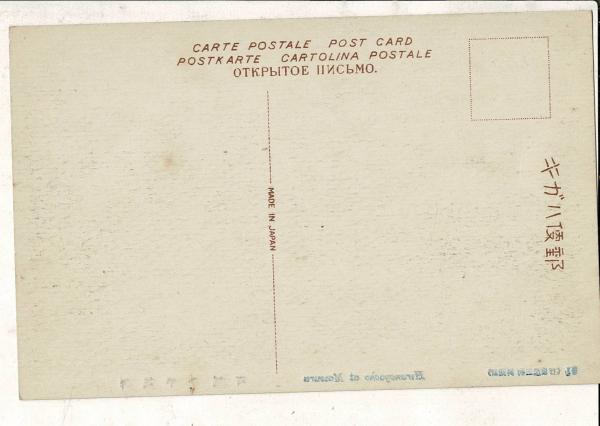 CARTE POSTALE POST CARD
POSTKARTE CARTOLINA POSTALE
ОТКРЫТОЕ ПИСЬМО.
MADE IN JAPAN
キガハ便郵